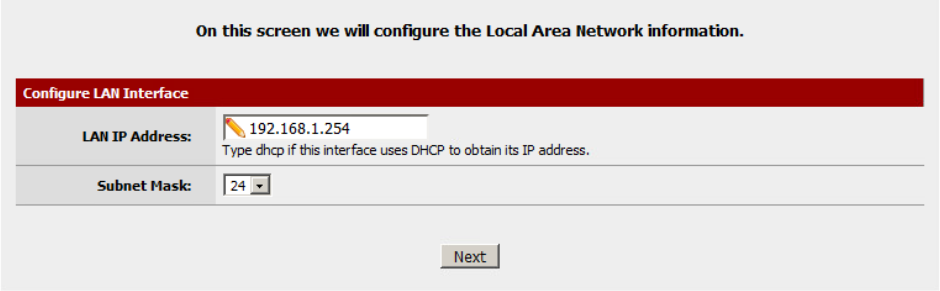 On this screen we will configure the Local Area Network information.
Configure LAN Interface
LAN IP Address: 192.168.1.254
Type dhcp if this interface uses DHCP to obtain its IP address.
Subnet Mask: 24
Next